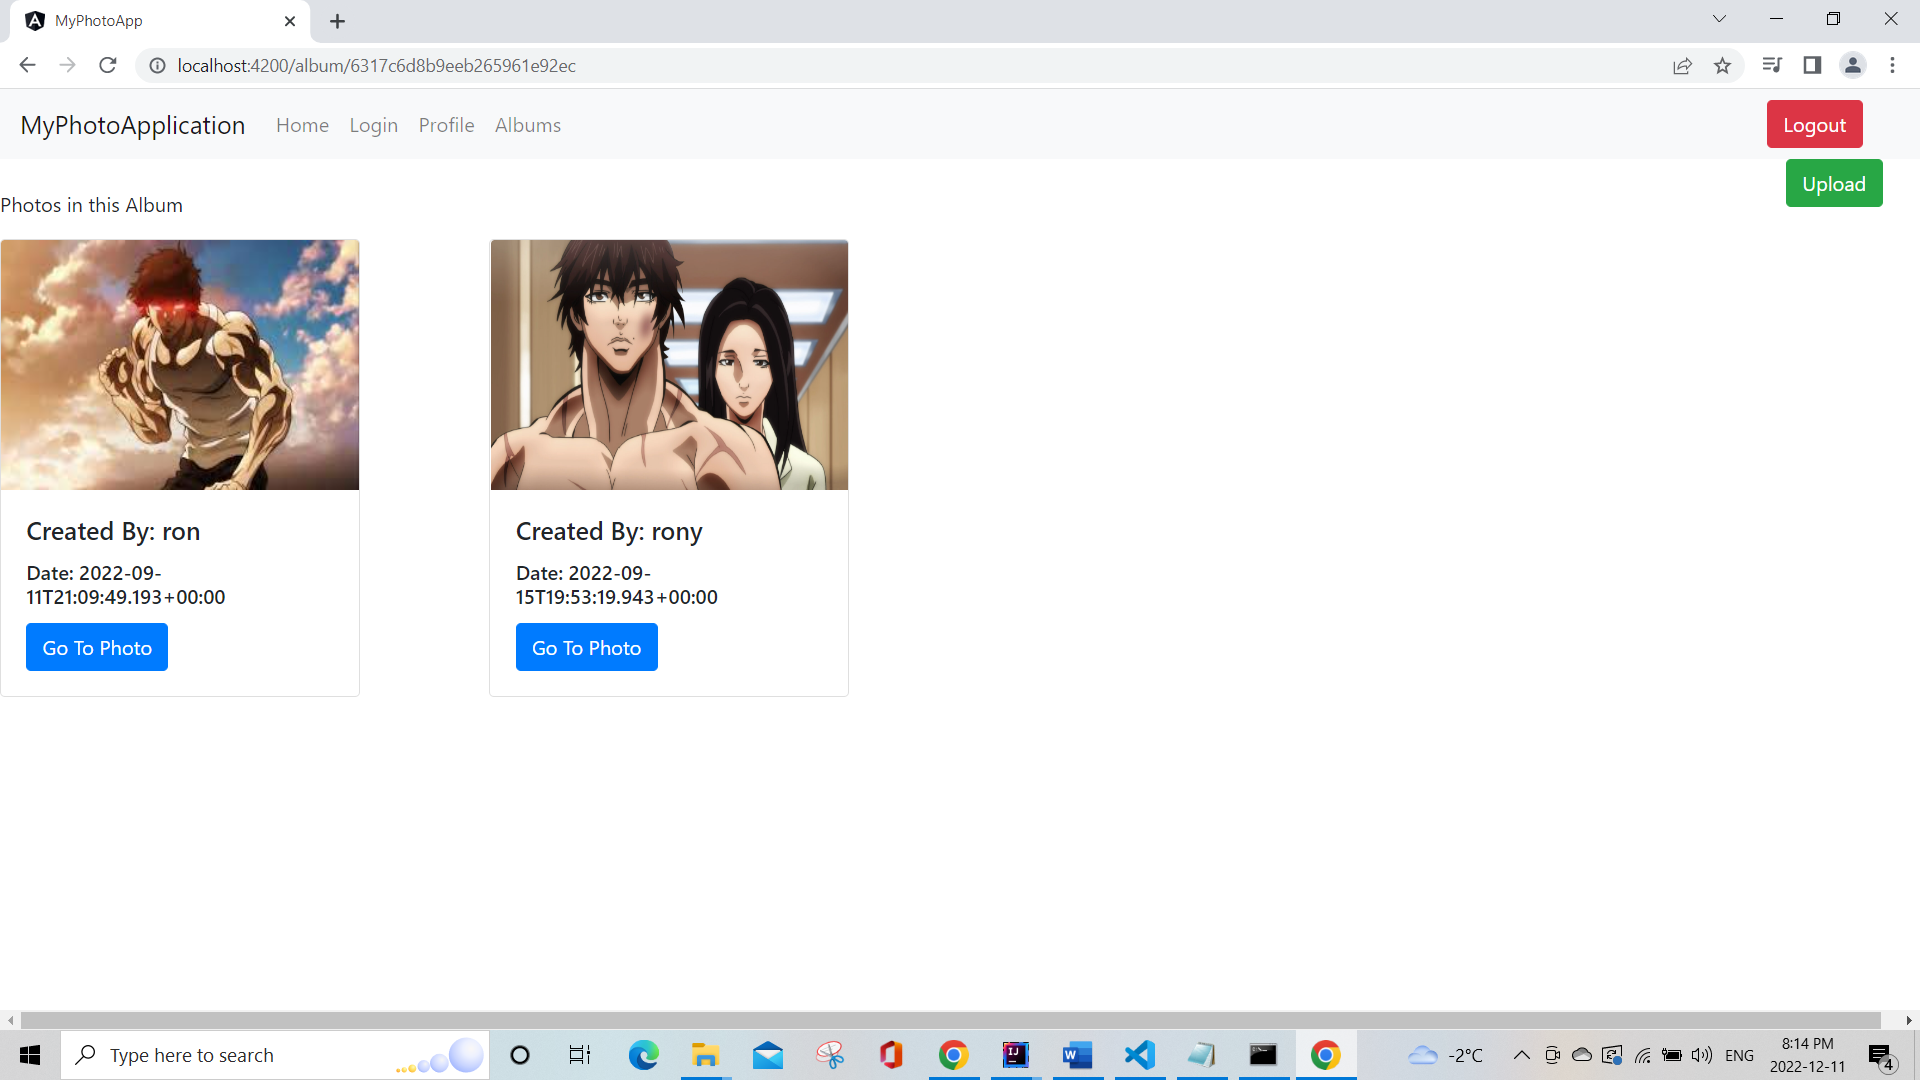 MyPhotoApp
localhost:4200/album/6317c6d8b9eeb265961e92ec
MyPhotoApplication Home Login Profile Albums Logout
Upload
Photos in this Album
Created By: ron
Date: 2022-09-
11T21:09:49.193+00:00
Go To Photo
Created By: rony
Date: 2022-09-
15T19:53:19.943+00:00
Go To Photo
Type here to search
-2°C
ENG
8:14 PM
2022-12-11
4